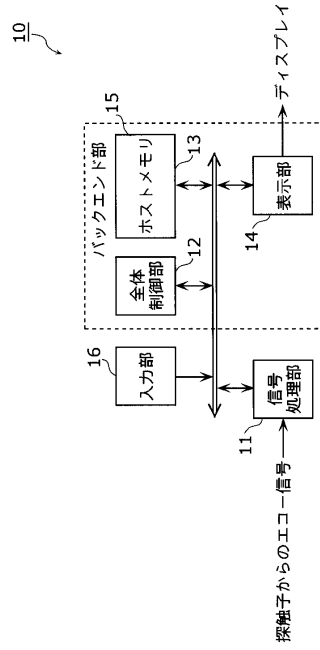 10
バックエンド部
15
16
入力部
全体
制御部
12
ホストメモリ
13
探触子からのエコー信号
11
信号
処理部
14
表示部
ディスプレイ